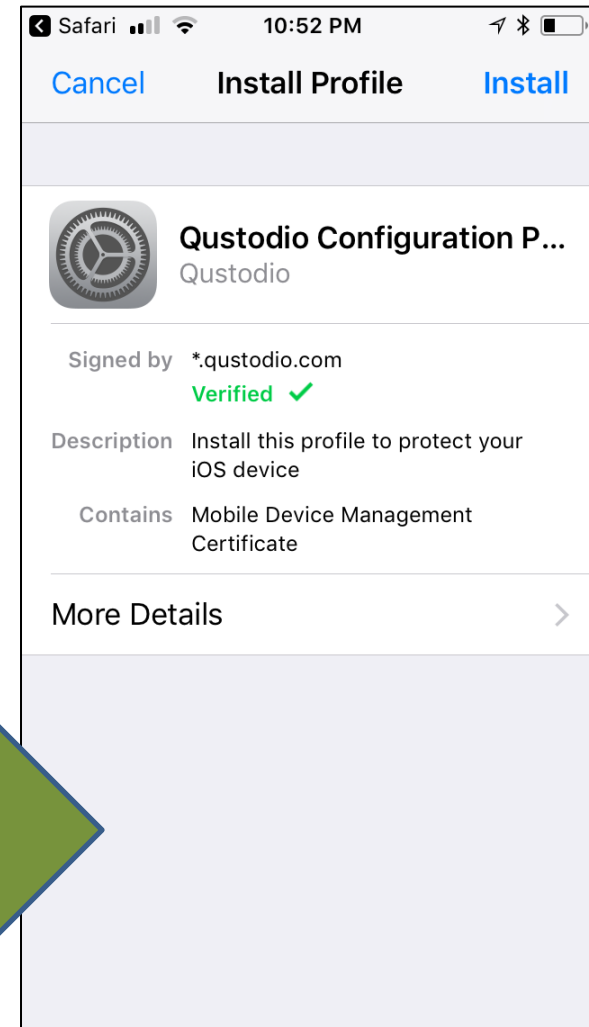 Safari 10:52 PM
Cancel Install Profile Install
Qustodio Configuration P...
Qustodio
Signed by *.qustodio.com
Verified ✓
Description Install this profile to protect your
iOS device
Contains Mobile Device Management
Certificate
More Details